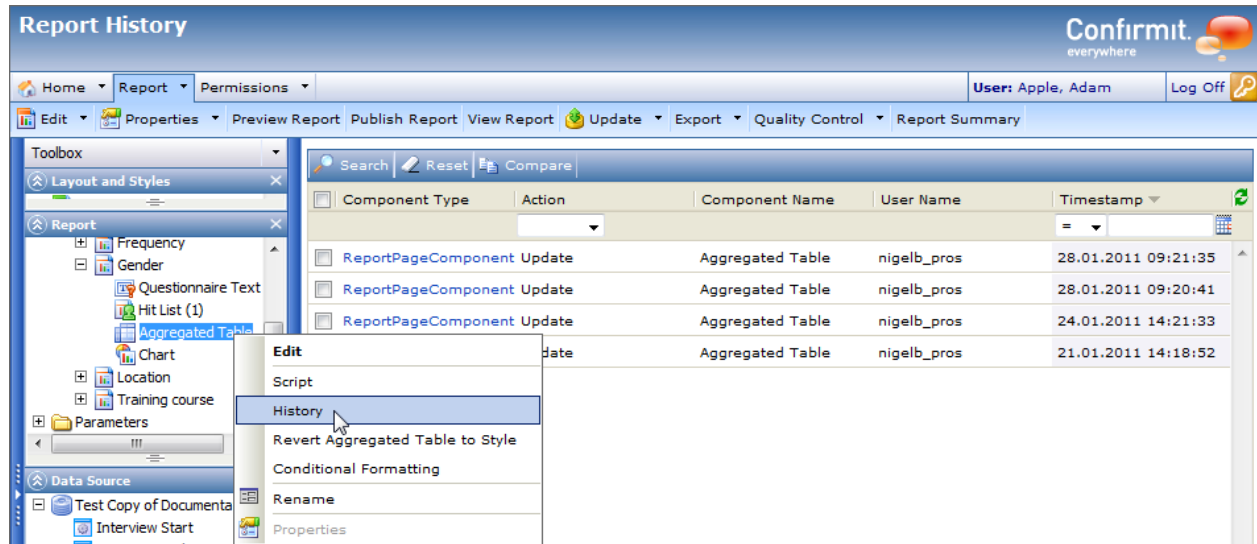 Report History
Confirmit.
everywhere
Home Report Permissions User: Apple, Adam Log Off
Edit Properties Preview Report Publish Report View Report Update Export Quality Control Report Summary
Toolbox
Layout and Styles
Report
Frequency
Gender
Questionnaire Text
Hit List (1)
Aggregated Table
Chart
Location
Training course
Parameters
Data Source
Test Copy of Documenta
Interview Start
Edit
Script
History
Revert Aggregated Table to Style
Conditional Formatting
Rename
Properties
Search Reset Compare
Component Type Action Component Name User Name Timestamp
=
ReportPageComponent Update Aggregated Table nigelb_pros 28.01.2011 09:21:35
ReportPageComponent Update Aggregated Table nigelb_pros 28.01.2011 09:20:41
ReportPageComponent Update Aggregated Table nigelb_pros 24.01.2011 14:21:33
date Aggregated Table nigelb_pros 21.01.2011 14:18:52